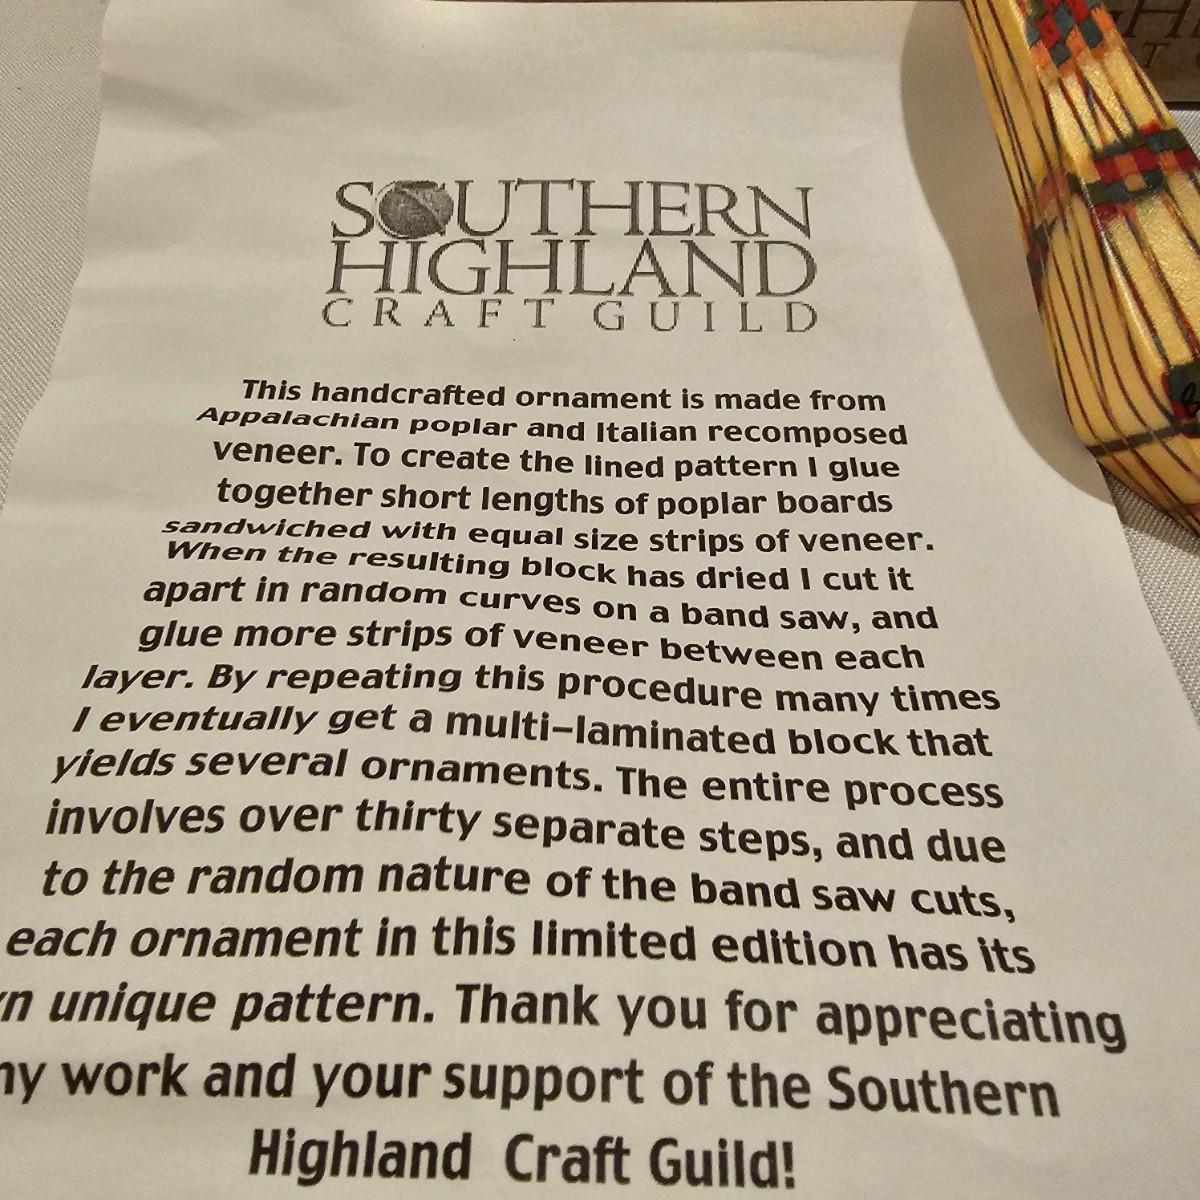 SOUTHERN
HIGHLAND
CRAFT GUILD
This handcrafted ornament is made from
Appalachian poplar and Italian recomposed
veneer. To create the lined pattern I glue
together short lengths of poplar boards
sandwiched with equal size strips of veneer.
When the resulting block has dried I cut it
apart in random curves on a band saw, and
glue more strips of veneer between each
layer. By repeating this procedure many times
I eventually get a multi-laminated block that
yields several ornaments. The entire process
involves over thirty separate steps, and due
to the random nature of the band saw cuts,
each ornament in this limited edition has its
unique pattern. Thank you for appreciating
work and your support of the Southern
Highland Craft Guild!